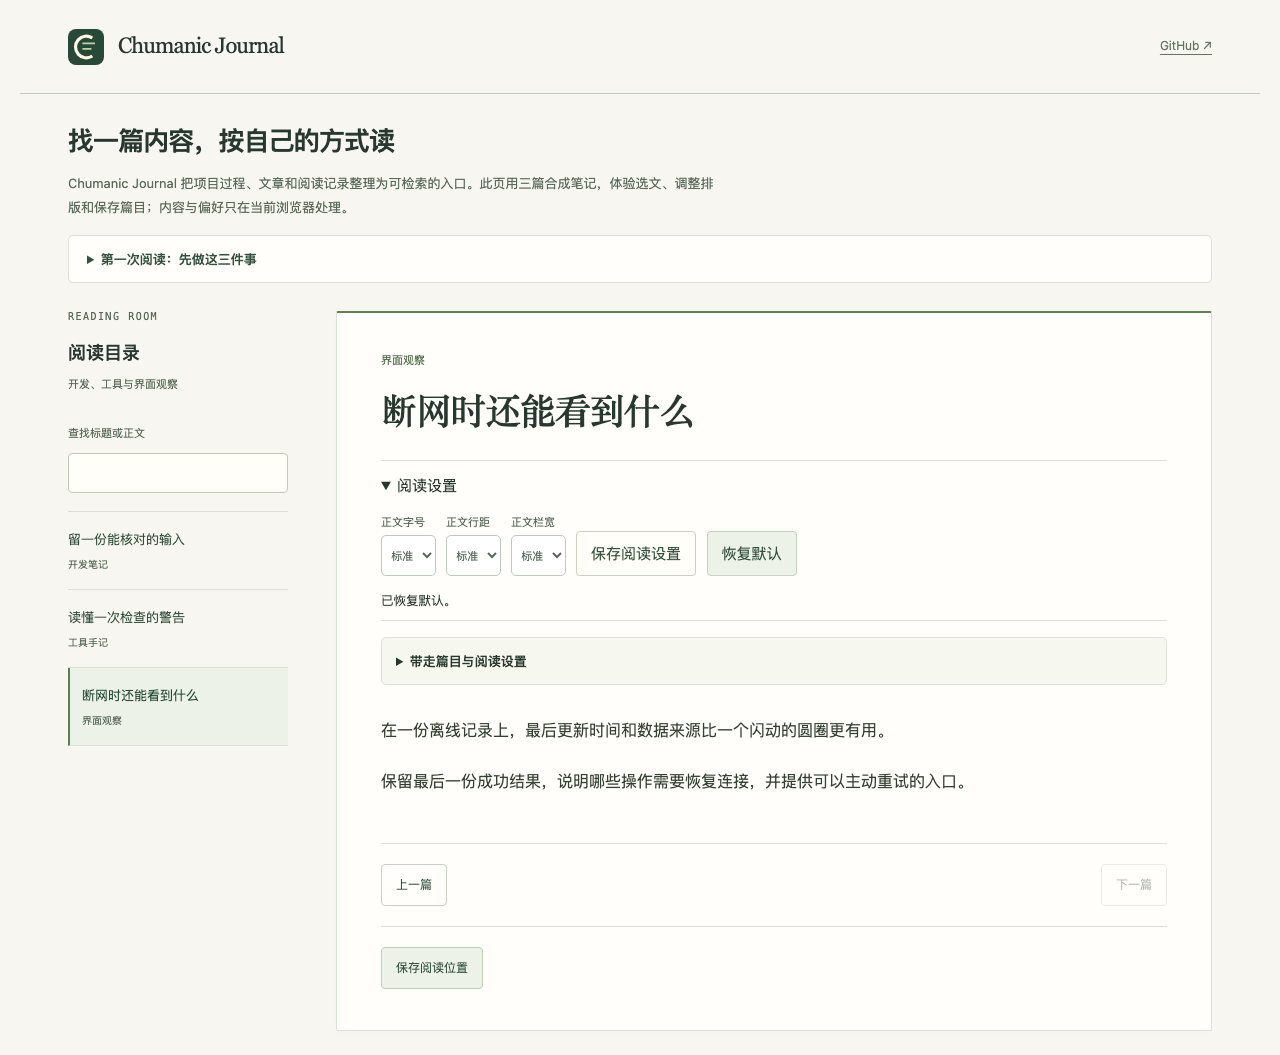 Chumanic Journal
GitHub ↗
找一篇内容，按自己的方式读
Chumanic Journal 把项目过程、文章和阅读记录整理为可检索的入口。此页用三篇合成笔记，体验选文、调整排
版和保存篇目；内容与偏好只在当前浏览器处理。
第一次阅读：先做这三件事
READING ROOM
阅读目录
开发、工具与界面观察
查找标题或正文
留一份能核对的输入
开发笔记
读懂一次检查的警告
工具手记
断网时还能看到什么
界面观察
界面观察
断网时还能看到什么
阅读设置
正文字号 正文行距 正文栏宽
标准 标准 标准 保存阅读设置 恢复默认
已恢复默认。
带走篇目与阅读设置
在一份离线记录上，最后更新时间和数据来源比一个闪动的圆圈更有用。
保留最后一份成功结果，说明哪些操作需要恢复连接，并提供可以主动重试的入口。
上一篇 下一篇
保存阅读位置